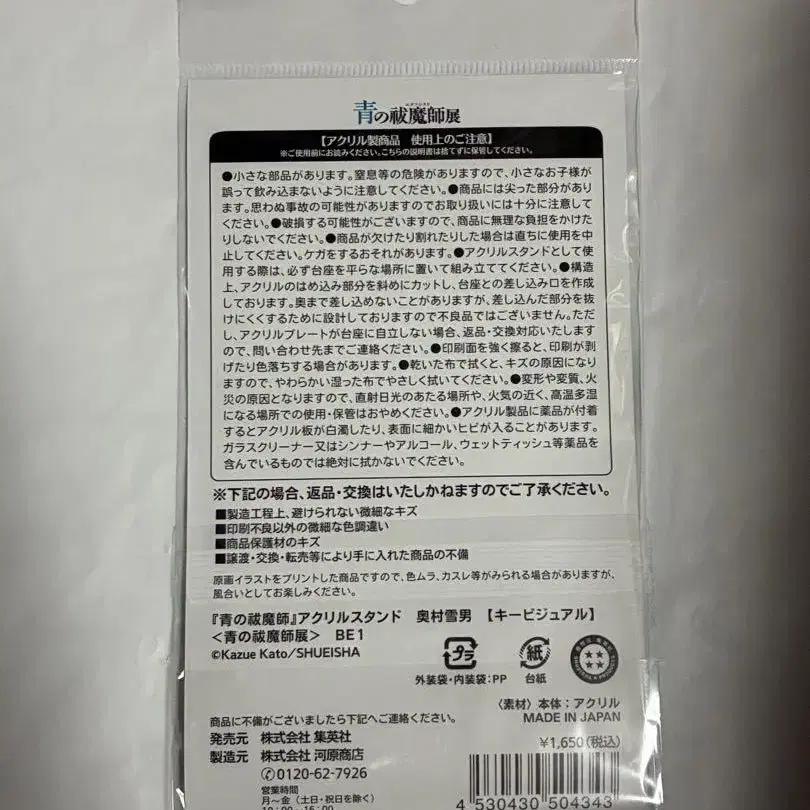 青の祓魔師展
【アクリル製商品 使用上のご注意】
※ご使用前にお読みください。こちらの説明書は捨てずに保管してください。
●小さな部品があります。窒息等の危険がありますので、小さなお子様が
誤って飲み込まないように注意してください。●商品には尖った部分があり
ます。思わぬ事故の可能性がありますのでお取り扱いには十分に注意して
ください。●破損する可能性がございますので、商品に無理な負担をかけた
りしないでください。●商品が欠けたり割れたりした場合は直ちに使用を中
止してください。ケガをするおそれがあります。●アクリルスタンドとして使
用する際は、必ず台座を平らな場所に置いて組み立ててください。●構造
上、アクリルのはめ込み部分を斜めにカットし、台座との差し込み口を作成
しております。奥まで差し込めないことがありますが、差し込んだ部分を抜
けにくくするために設計しておりますので不良品ではございません。ただ
し、アクリルプレートが台座に自立しない場合、返品・交換対応いたします
ので、問い合わせ先までご連絡ください。●印刷面を強く擦ると、印刷が剥
げたり色落ちする場合があります。●乾いた布で拭くと、キズの原因になり
ますので、やわらかい湿った布でやさしく拭いてください。●変形や変質、火
災の原因となりますので、直射日光のあたる場所や、火気の近く、高温多湿
になる場所での使用・保管はおやめください。●アクリル製品に薬品が付着
するとアクリル板が白濁したり、表面に細かいヒビが入ることがあります。
ガラスクリーナー又はシンナーやアルコール、ウェットティッシュ等薬品を
含んでいるものでは絶対に拭かないでください。
※下記の場合、返品・交換はいたしかねますのでご了承ください。
■製造工程上、避けられない微細なキズ
■印刷不良以外の微細な色調違い
■商品保護材のキズ
■譲渡・交換・転売等により手に入れた商品の不備
原画イラストをプリントした商品ですので、色ムラ、カスレ等がみられる場合がありますが、
風合いとしてお楽しみください。
『青の祓魔師』アクリルスタンド 奥村雪男 【キービジュアル】
＜青の祓魔師展＞ BE1
©Kazue Kato/SHUEISHA
プラ
外装袋・内装袋：PP
紙
台紙
〈素材〉本体：アクリル
MADE IN JAPAN
商品に不備がございましたら下記へご連絡ください。
発売元 株式会社 集英社
製造元 株式会社 河原商店
0120-62-7926
営業時間
月～金（土日・祝日を除く）
¥1,650(税込)
4 530430 504343